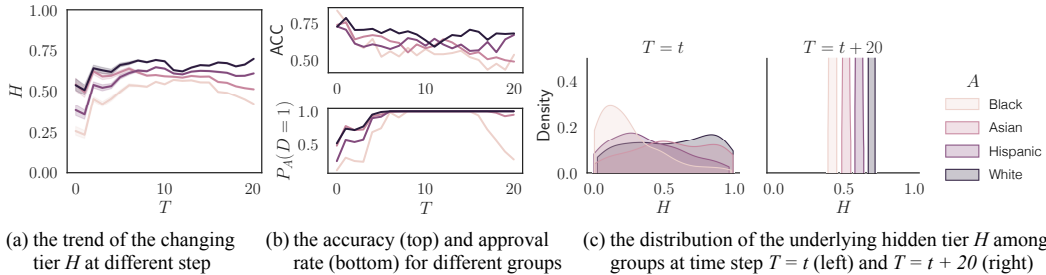 1.00
0.75
0.50
0.25
0.00
H
0
10
20
T
ACC
0.75
0.50
0
10
20
P_A(D = 1)
1.0
0.5
0.0
0
10
20
T
T = t
Density
0.4
0.2
0.0
0.0
0.5
1.0
H
T = t + 20
0.0
0.5
1.0
H
A
Black
Asian
Hispanic
White
(a) the trend of the changing
tier H at different step
(b) the accuracy (top) and approval
rate (bottom) for different groups
(c) the distribution of the underlying hidden tier H among
groups at time step T = t (left) and T = t + 20 (right)